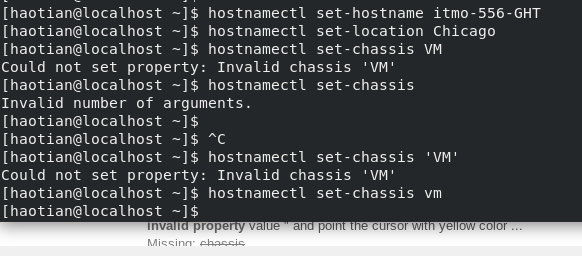 [haotian@localhost ~]$ hostnamectl set-hostname itmo-556-GHT
[haotian@localhost ~]$ hostnamectl set-location Chicago
[haotian@localhost ~]$ hostnamectl set-chassis VM
Could not set property: Invalid chassis 'VM'
[haotian@localhost ~]$ hostnamectl set-chassis
Invalid number of arguments.
[haotian@localhost ~]$
[haotian@localhost ~]$ ^C
[haotian@localhost ~]$ hostnamectl set-chassis 'VM'
Could not set property: Invalid chassis 'VM'
[haotian@localhost ~]$ hostnamectl set-chassis vm
[haotian@localhost ~]$
Invalid property value " and point the cursor with yellow color ...
Missing: chassis